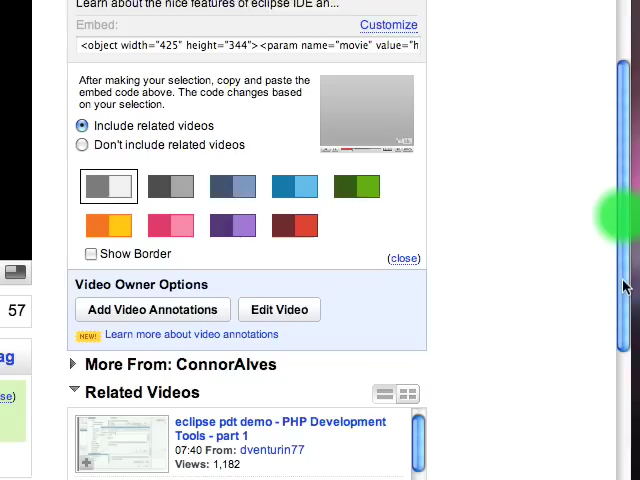 Learn about the nice features of eclipse IDE an...
Embed:
Customize
<object width="425" height="344"><param name="movie" value="h
After making your selection, copy and paste the
embed code above. The code changes based
on your selection.
Include related videos
Don't include related videos
Show Border
(close)
57
Video Owner Options
Add Video Annotations
Edit Video
NEW!
Learn more about video annotations
ag
More From: ConnorAlves
se)
Related Videos
eclipse pdt demo - PHP Development
Tools - part 1
07:40 From: dventurin77
Views: 1,182